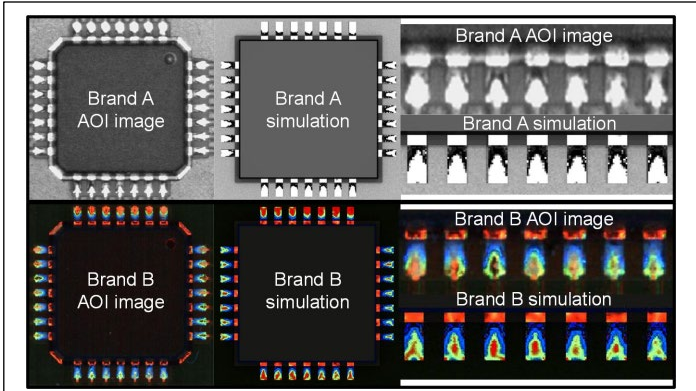 Brand A
AOI image
Brand A
simulation
Brand A AOI image
Brand A simulation
Brand B
AOI image
Brand B
simulation
Brand B AOI image
Brand B simulation